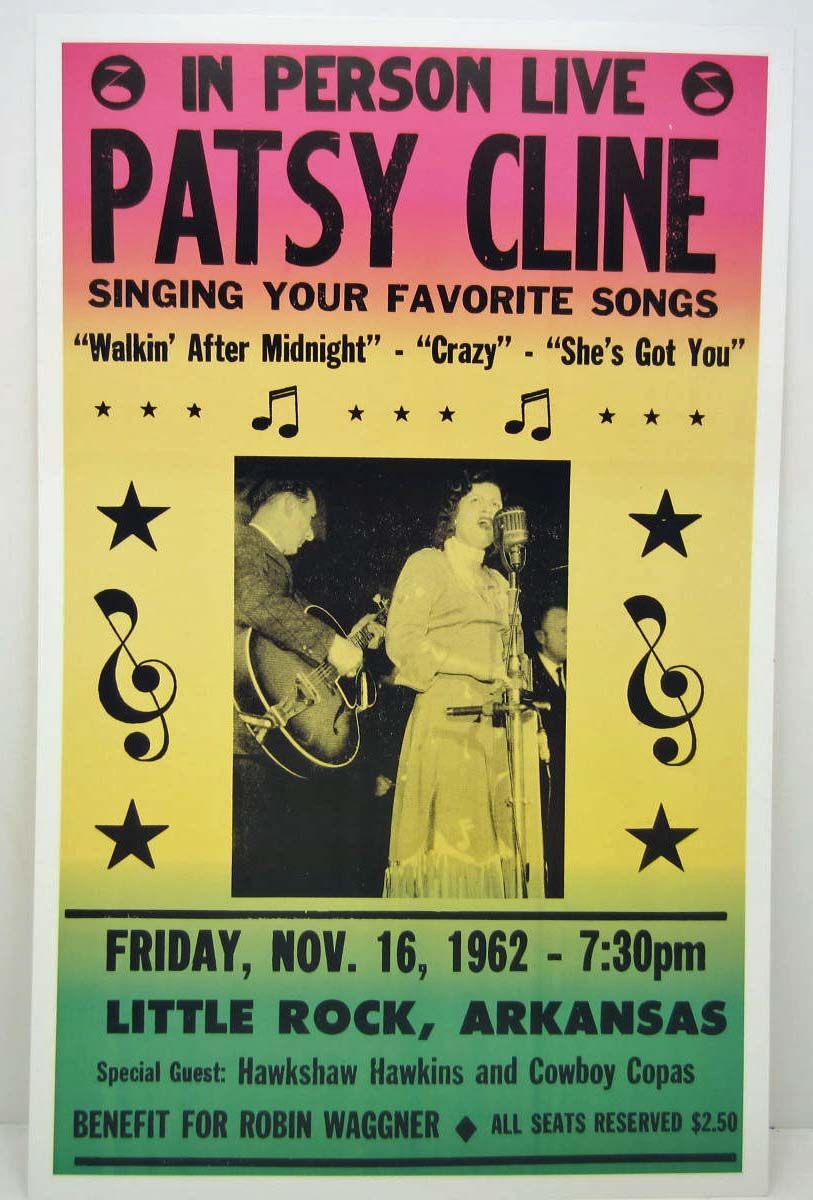 IN PERSON LIVE
PATSY CLINE
SINGING YOUR FAVORITE SONGS
“Walkin’ After Midnight” - “Crazy” - “She’s Got You”
FRIDAY, NOV. 16, 1962 - 7:30pm
LITTLE ROCK, ARKANSAS
Special Guest: Hawkshaw Hawkins and Cowboy Copas
BENEFIT FOR ROBIN WAGGNER ◆ ALL SEATS RESERVED $2.50